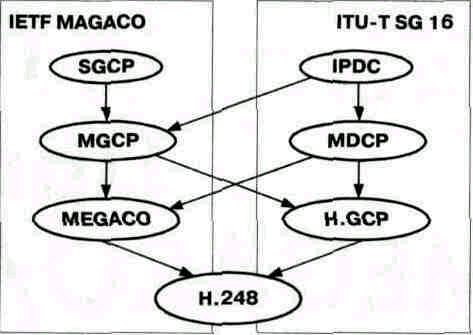 IETF MAGACO
ITU-T SG 16
SGCP
IPDC
MGCP
MDCP
MEGACO
H.GCP
H.248